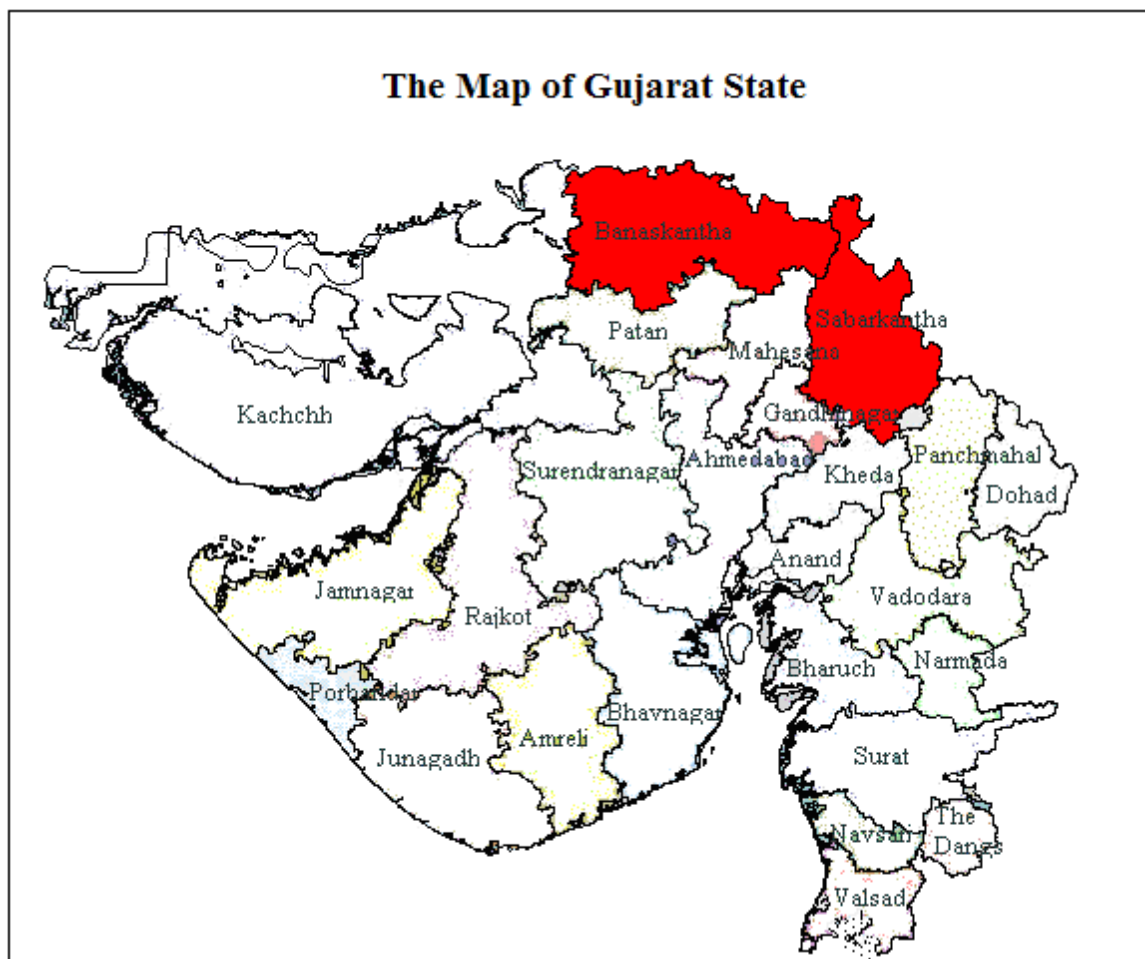 The Map of Gujarat State
Banaskantha
Sabarkantha
Patan
Mahesana
Kachchh
Gandhinagar
Surendranagar
Ahmedabad
Panchmahal
Kheda
Dohad
Anand
Jamnagar
Vadodara
Rajkot
Bharuch
Narmada
Porbandar
Bhavnagar
Amreli
Junagadh
Surat
The
Dangs
Navsari
Valsad